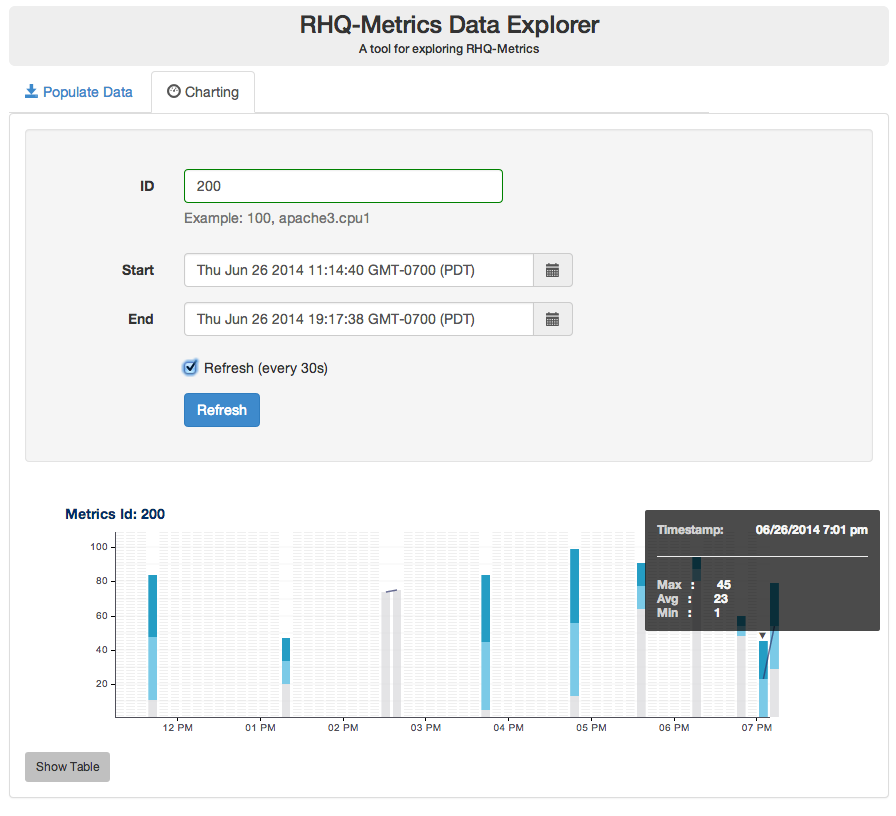 RHQ-Metrics Data Explorer
A tool for exploring RHQ-Metrics
Populate Data
Charting
ID
200
Example: 100, apache3.cpu1
Start
Thu Jun 26 2014 11:14:40 GMT-0700 (PDT)
End
Thu Jun 26 2014 19:17:38 GMT-0700 (PDT)
Refresh (every 30s)
Refresh
Metrics Id: 200
Timestamp: 06/26/2014 7:01 pm
Max : 45
Avg : 23
Min : 1
100
80
60
40
20
12 PM 01 PM 02 PM 03 PM 04 PM 05 PM 06 PM 07 PM
Show Table